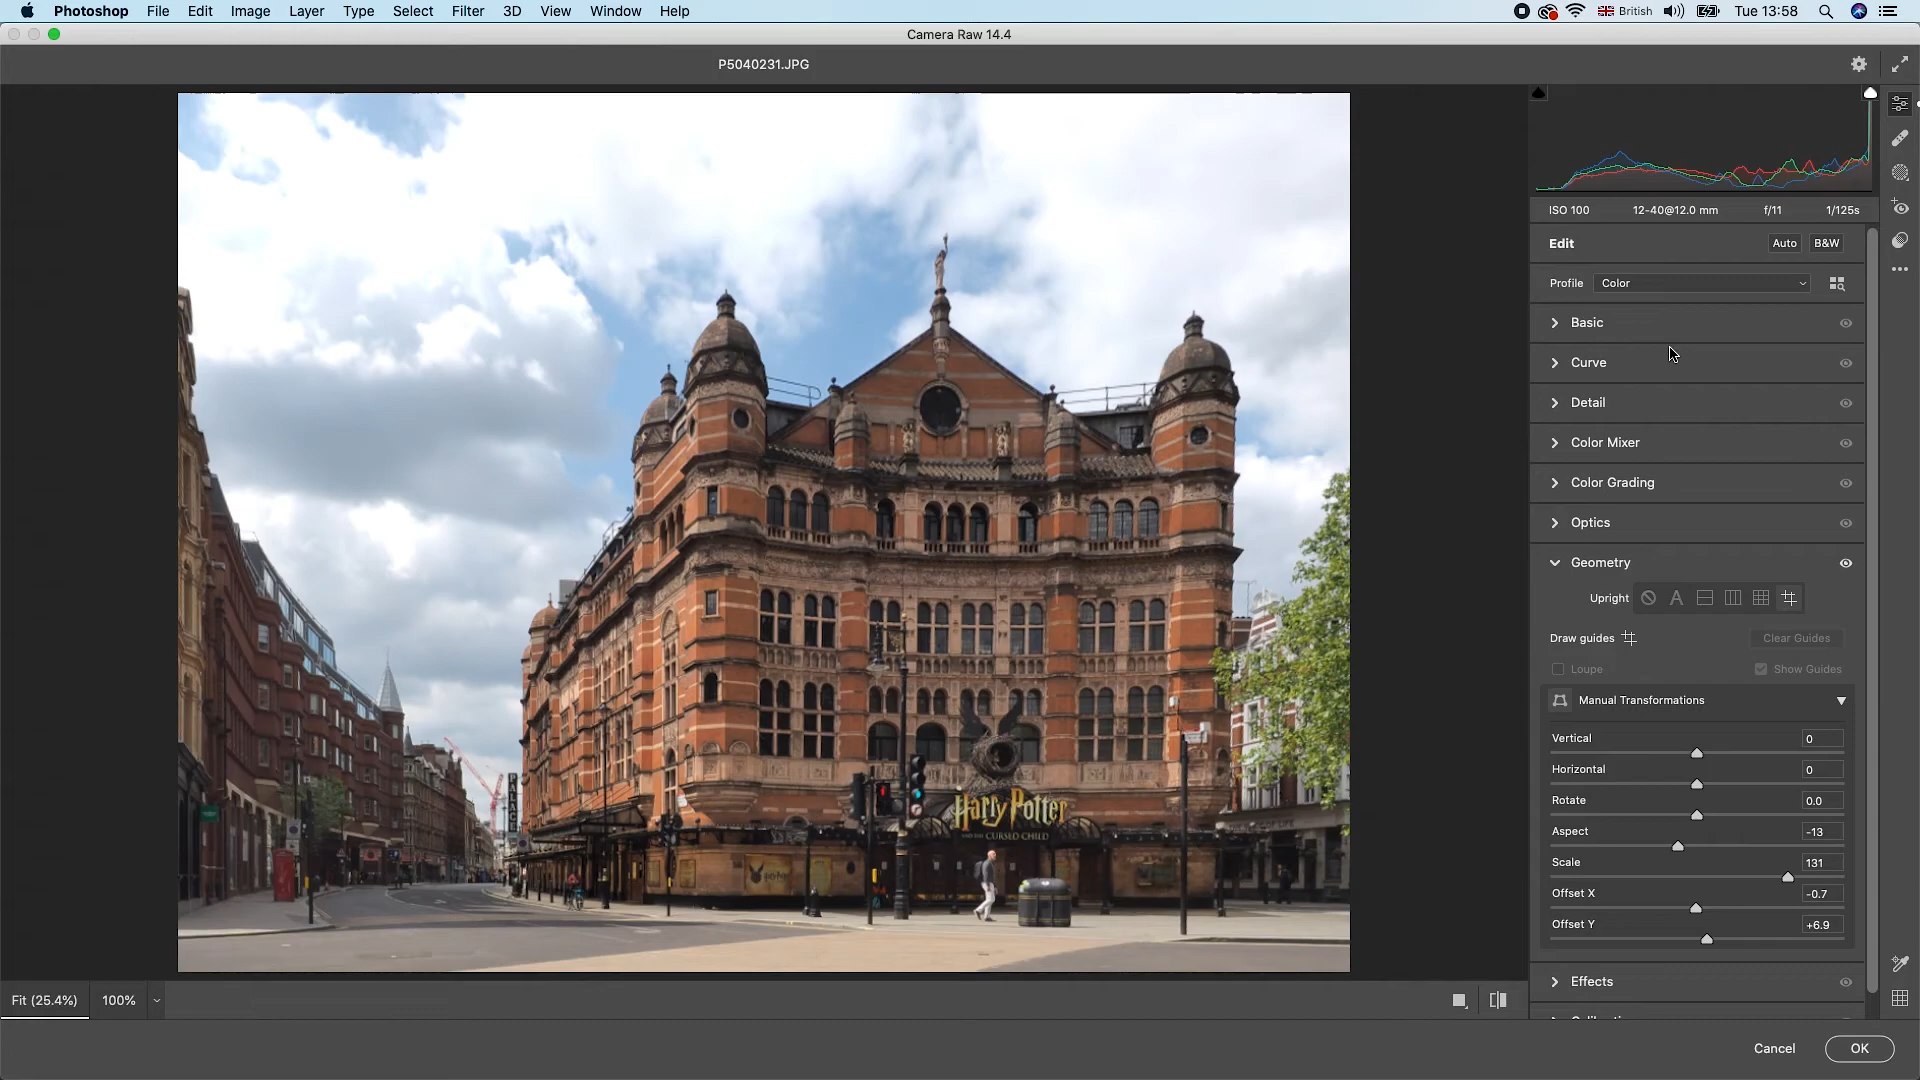 Photoshop File Edit Image Layer Type Select Filter 3D View Window Help British Tue 13:58
Camera Raw 14.4
P5040231.JPG
ISO 100 12-40@12.0 mm f/11 1/125s
Edit Auto B&W
Profile Color
Basic
Curve
Detail
Color Mixer
Color Grading
Optics
Geometry
Upright
Draw guides Clear Guides
Loupe Show Guides
Manual Transformations
Vertical 0
Horizontal 0
Rotate 0.0
Aspect -13
Scale 131
Offset X -0.7
Offset Y +6.9
Effects
PALACE
Harry Potter
AND THE CURSED CHILD
Fit (25.4%) 100%
Cancel OK